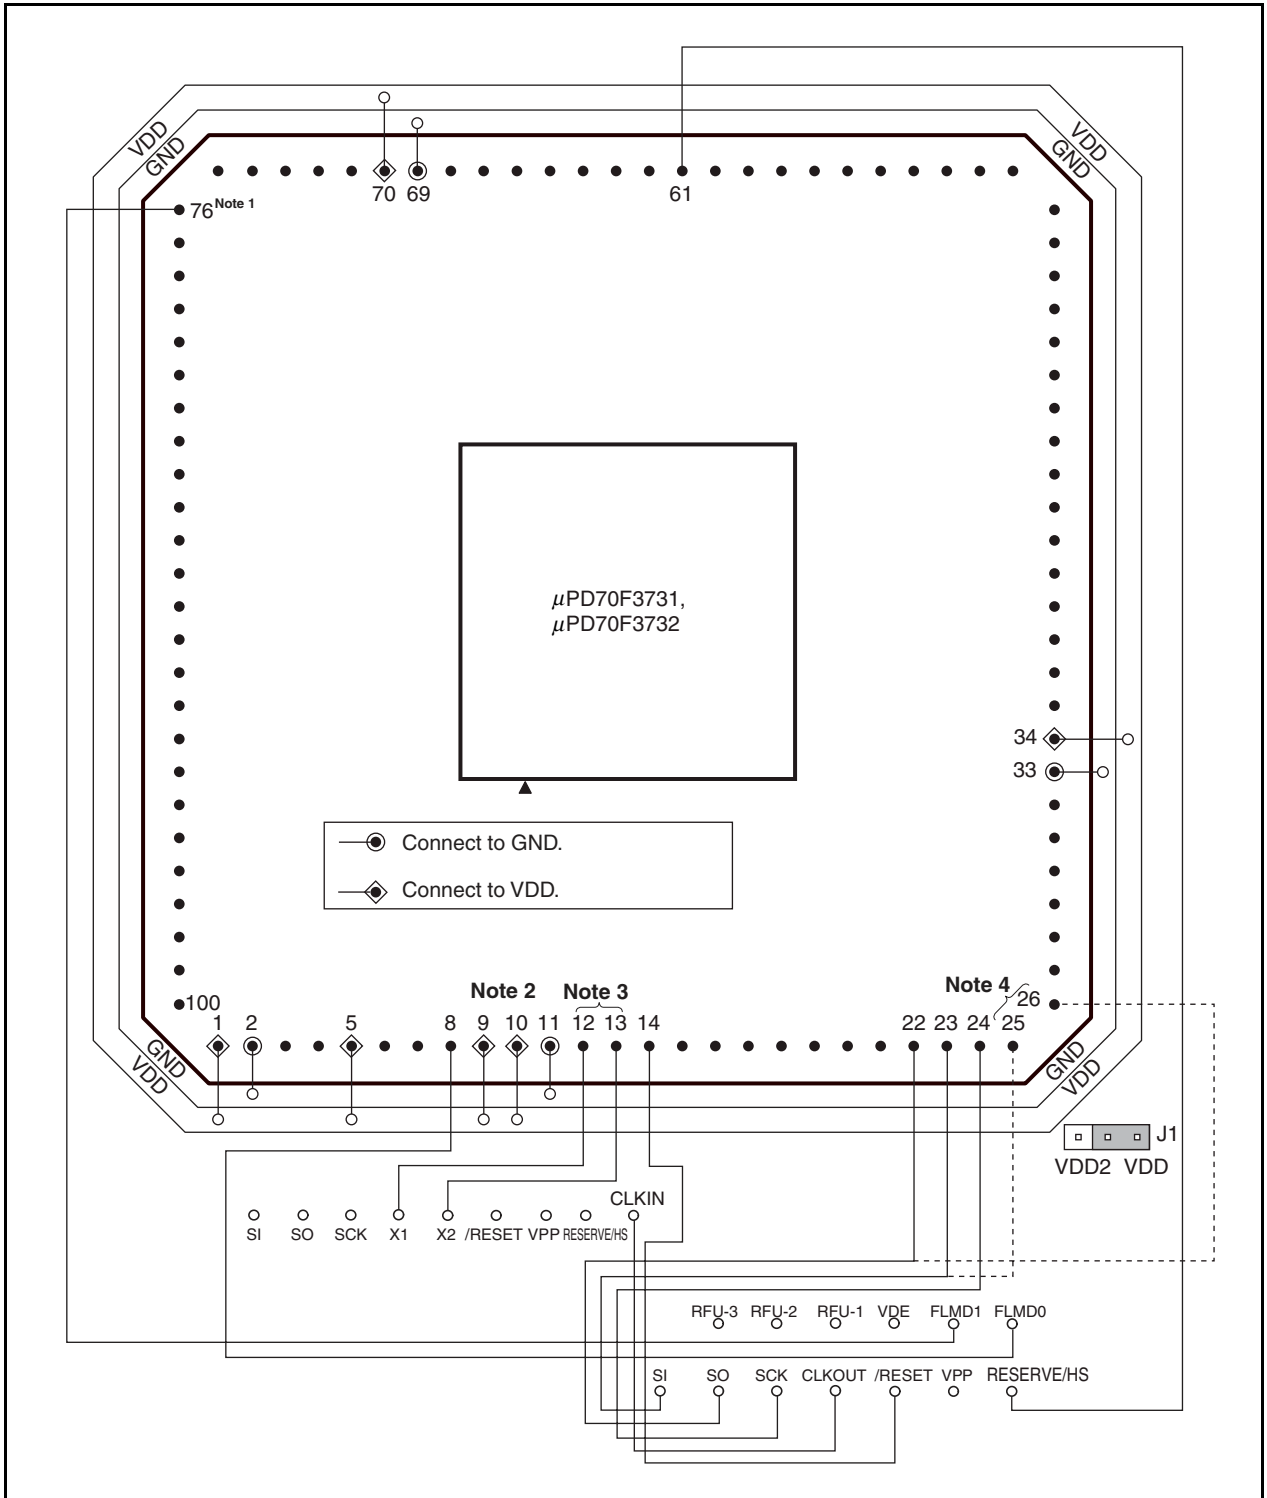 VDD
GND
VDD
GND
70 69
61
76 Note 1
µPD70F3731,
µPD70F3732
34
33
Connect to GND.
Connect to VDD.
Note 2
Note 3
Note 4
100
26
1 2 5 8 9 10 11 12 13 14 22 23 24 25
GND
VDD
GND
VDD
J1
VDD2 VDD
CLKIN
SI SO SCK X1 X2 /RESET VPP RESERVE/HS
RFU-3 RFU-2 RFU-1 VDE FLMD1 FLMD0
SI SO SCK CLKOUT /RESET VPP RESERVE/HS